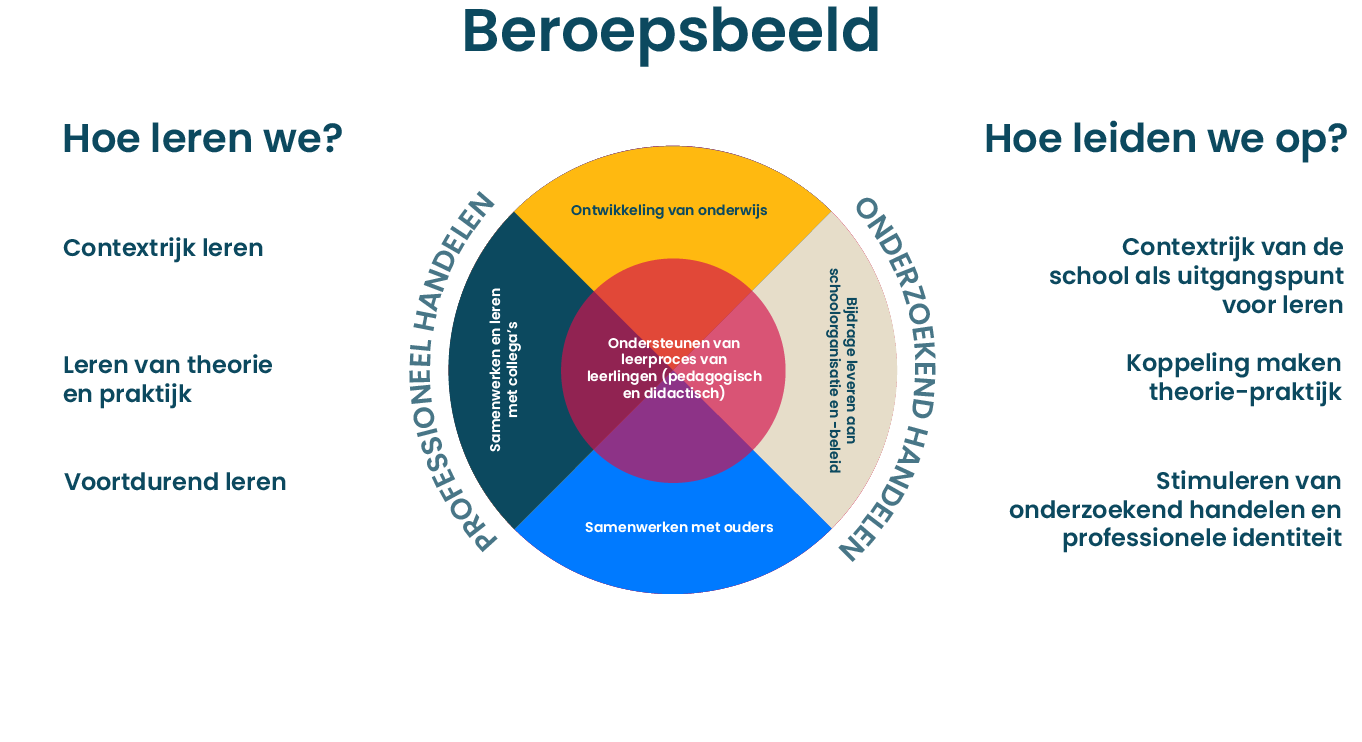 Beroepsbeeld
Hoe leren we?
Contextrijk leren
Leren van theorie
en praktijk
Voortdurend leren
PROFESSIONEEL HANDELEN
Ontwikkeling van onderwijs
Samenwerken en leren
met collega’s
Ondersteunen van
leerproces van
leerlingen (pedagogisch
en didactisch)
Bijdrage leveren aan
schoolorganisatie en -beleid
Samenwerken met ouders
ONDERZOEKEND HANDELEN
Hoe leiden we op?
Contextrijk van de
school als uitgangspunt
voor leren
Koppeling maken
theorie-praktijk
Stimuleren van
onderzoekend handelen en
professionele identiteit